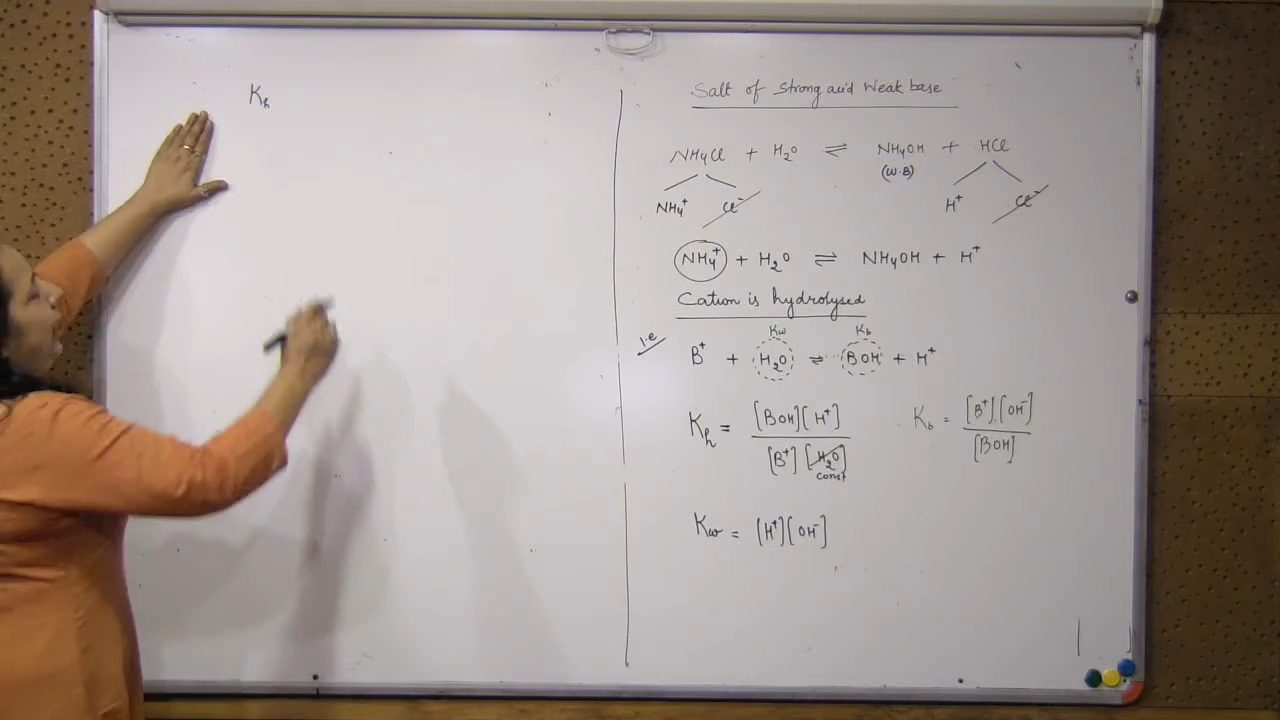 Kh
Salt of Strong acid Weak base
NH4Cl + H2O ⇌ NH4OH + HCl
(W.B)
NH4+ Cl- H+ Cl-
NH4+ + H2O ⇌ NH4OH + H+
Cation is hydrolysed
Kw Kb
i.e B+ + H2O ⇌ BOH + H+
Kh = [BOH][H+] / [B+][H2O] Kb = [B+].[OH-] / [BOH]
const
Kw = [H+][OH-]